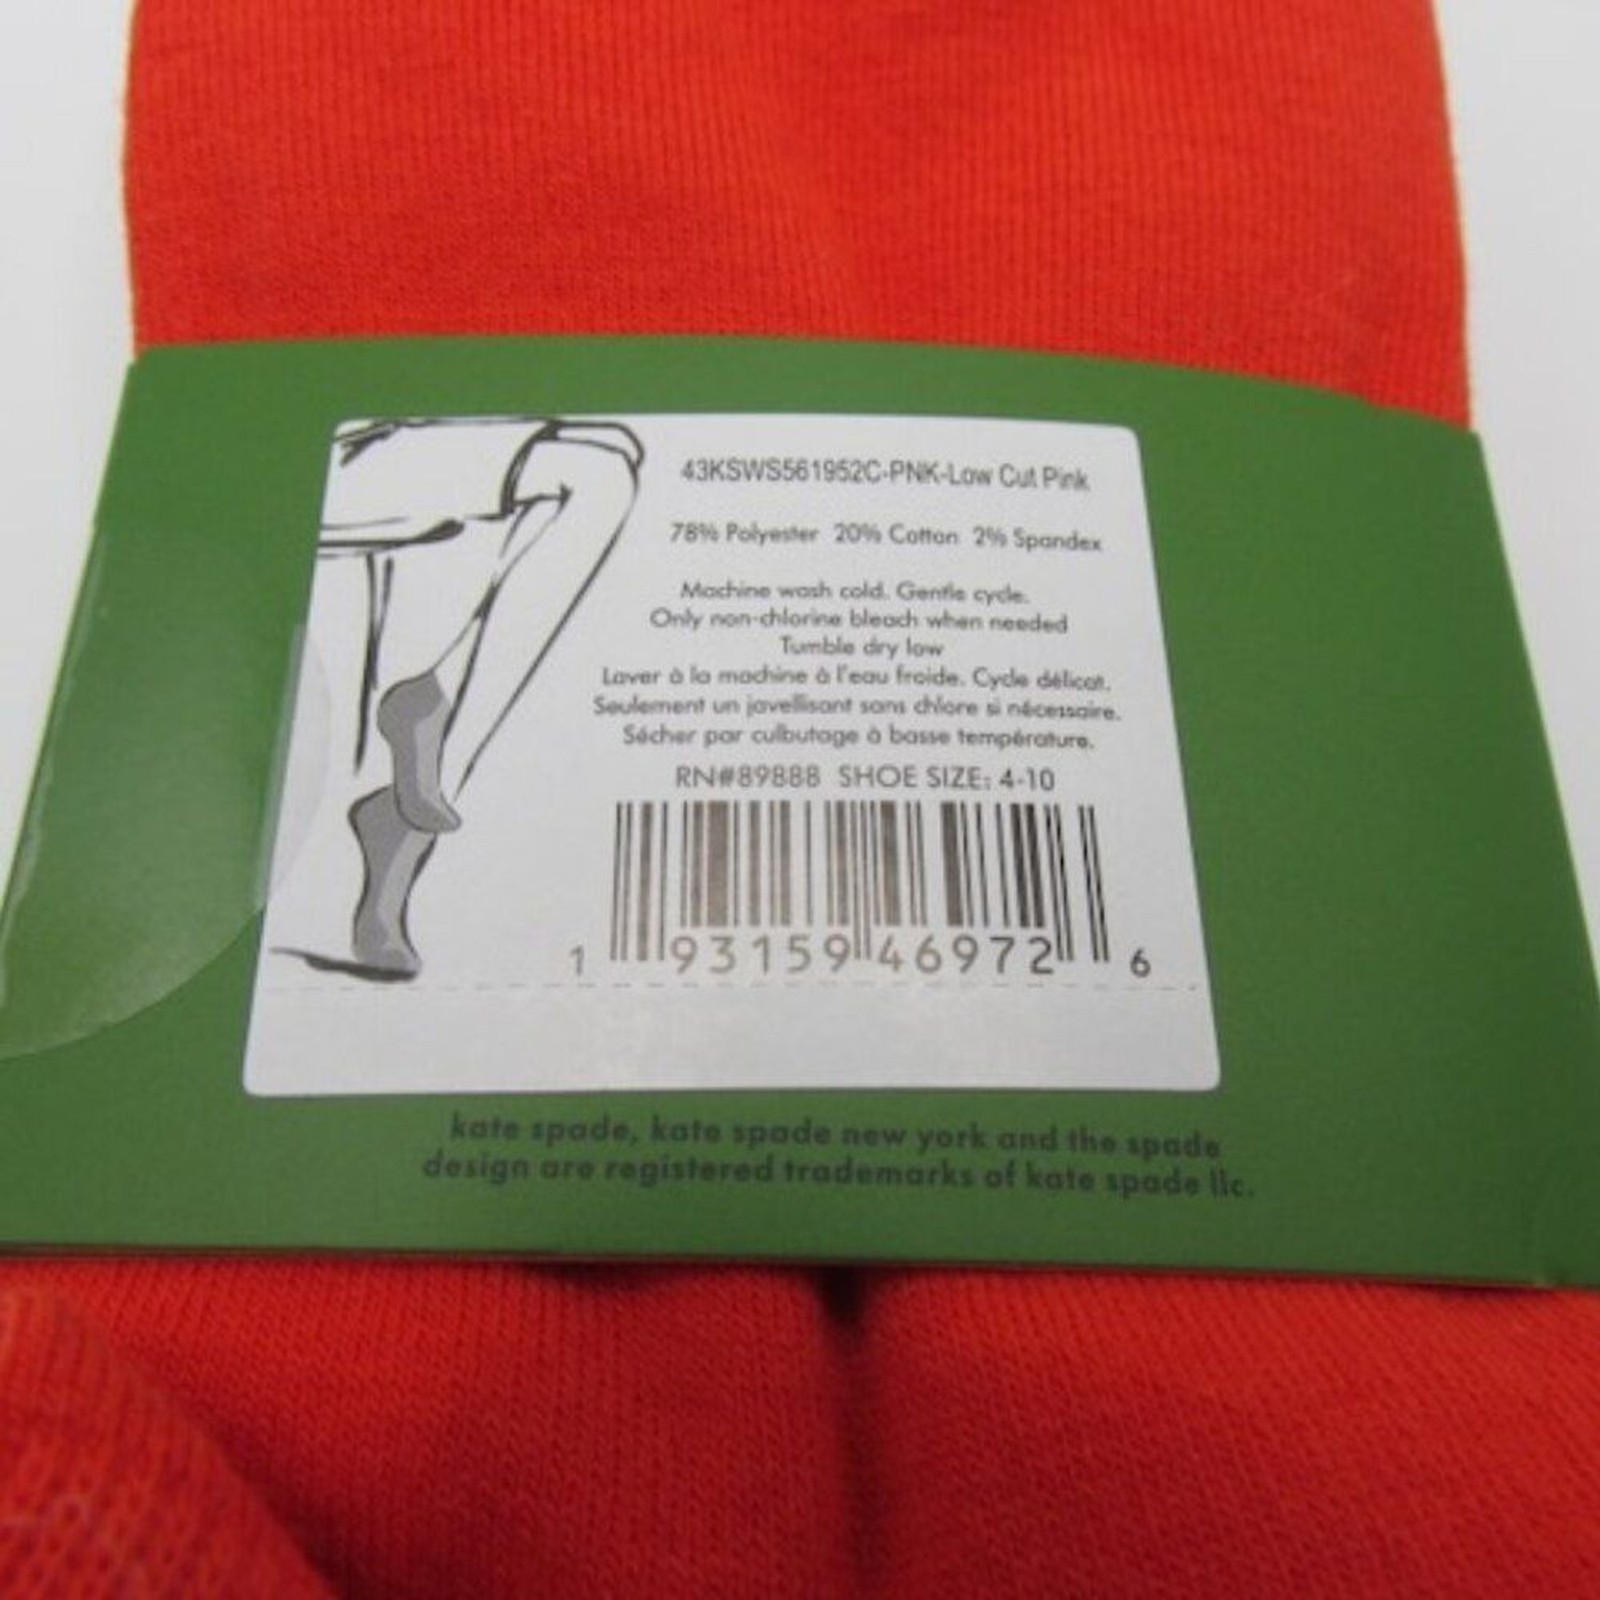 43KSWS561952C-PNK-Low Cut Pink
78% Polyester 20% Cotton 2% Spandex
Machine wash cold. Gentle cycle.
Only non-chlorine bleach when needed
Tumble dry low
Laver à la machine à l'eau froide. Cycle délicat.
Seulement un javellisant sans chlore si nécessaire.
Sécher par culbutage à basse température.
RN#89888 SHOE SIZE: 4-10
1 93159 46972 6
kate spade, kate spade new york and the spade
design are registered trademarks of kate spade llc.